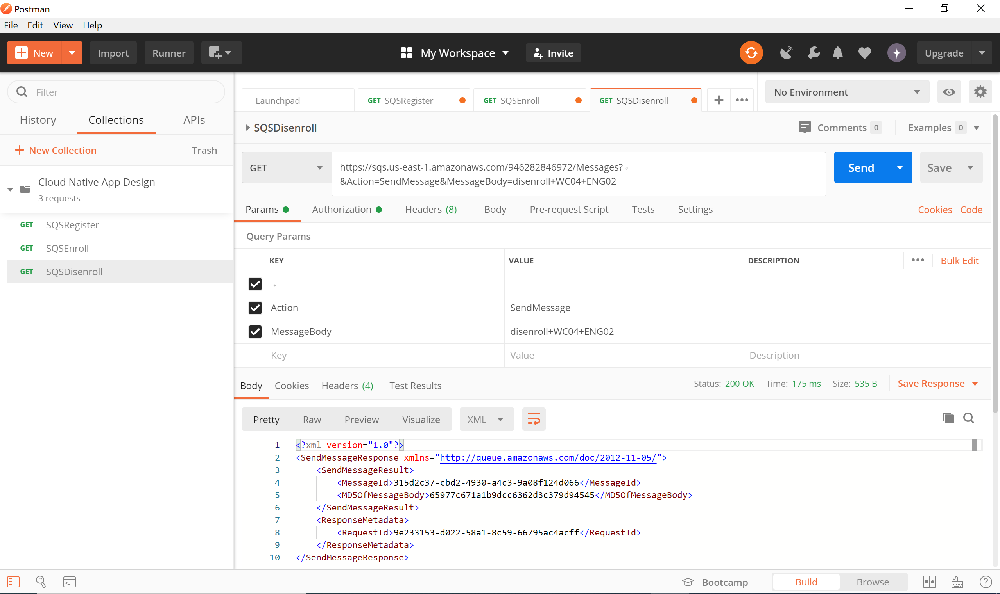 Postman
File Edit View Help
New Import Runner My Workspace Invite Upgrade
Filter
History Collections APIs
New Collection Trash
Cloud Native App Design
3 requests
GET SQSRegister
GET SQSEnroll
GET SQSDisenroll
Launchpad GET SQSRegister GET SQSEnroll GET SQSDisenroll No Environment
SQSDisenroll Comments 0 Examples 0
GET https://sqs.us-east-1.amazonaws.com/946282846972/Messages? Send Save
&Action=SendMessage&MessageBody=disenroll+WC04+ENG02
Params Authorization Headers (8) Body Pre-request Script Tests Settings Cookies Code
Query Params
KEY VALUE DESCRIPTION Bulk Edit
Action SendMessage
MessageBody disenroll+WC04+ENG02
Key Value Description
Body Cookies Headers (4) Test Results Status: 200 OK Time: 175 ms Size: 535 B Save Response
Pretty Raw Preview Visualize XML
1 <?xml version="1.0"?>
2 <SendMessageResponse xmlns="http://queue.amazonaws.com/doc/2012-11-05/">
3 <SendMessageResult>
4 <MessageId>315d2c37-cbd2-4930-a4c3-9a08f124d066</MessageId>
5 <MD5OfMessageBody>65977c671a1b9dcc6362d3c379d94545</MD5OfMessageBody>
6 </SendMessageResult>
7 <ResponseMetadata>
8 <RequestId>9e233153-d022-58a1-8c59-66795ac4acff</RequestId>
9 </ResponseMetadata>
10 </SendMessageResponse>
Bootcamp Build Browse